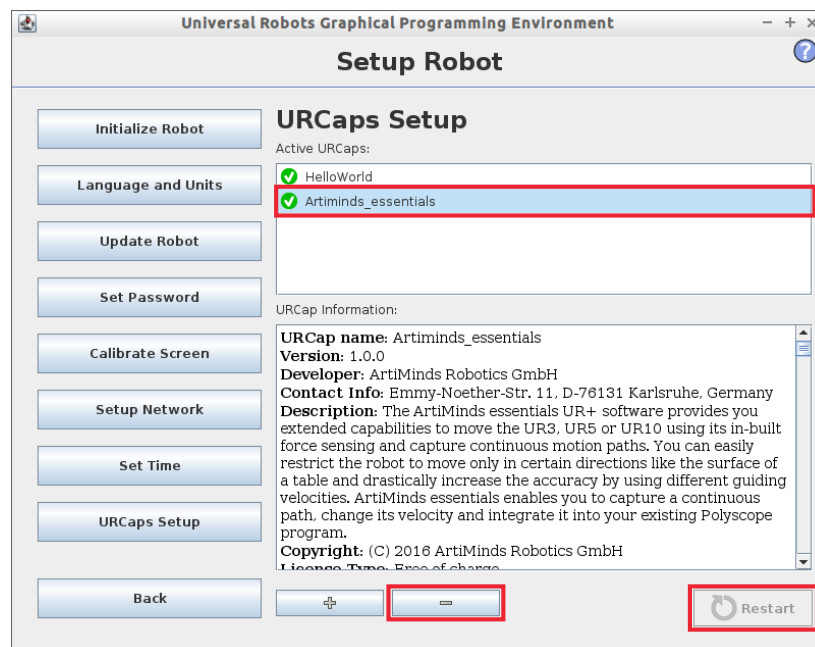 Universal Robots Graphical Programming Environment
Setup Robot
?
Initialize Robot
Language and Units
Update Robot
Set Password
Calibrate Screen
Setup Network
Set Time
URCaps Setup
Back
URCaps Setup
Active URCaps:
HelloWorld
Artiminds_essentials
URCap Information:
URCap name: Artiminds_essentials
Version: 1.0.0
Developer: ArtiMinds Robotics GmbH
Contact Info: Emmy-Noether-Str. 11, D-76131 Karlsruhe, Germany
Description: The ArtiMinds essentials UR+ software provides you
extended capabilities to move the UR3, UR5 or UR10 using its in-built
force sensing and capture continuous motion paths. You can easily
restrict the robot to move only in certain directions like the surface of
a table and drastically increase the accuracy by using different guiding
velocities. ArtiMinds essentials enables you to capture a continuous
path, change its velocity and integrate it into your existing Polyscope
program.
Copyright: (C) 2016 ArtiMinds Robotics GmbH
License Type: Free of charge
Restart